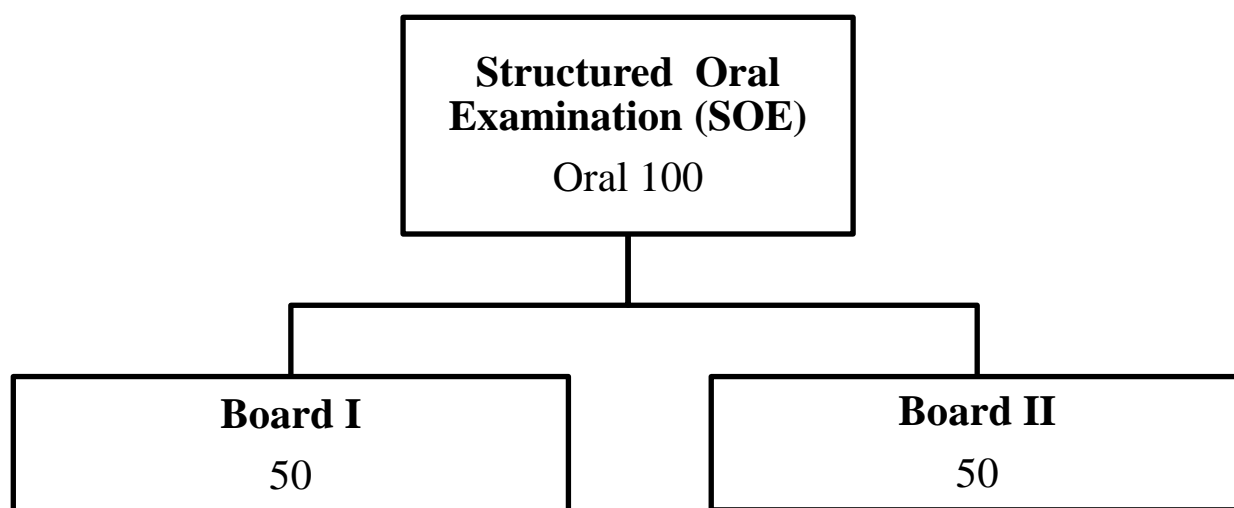 Structured Oral
Examination (SOE)
Oral 100
Board I
50
Board II
50